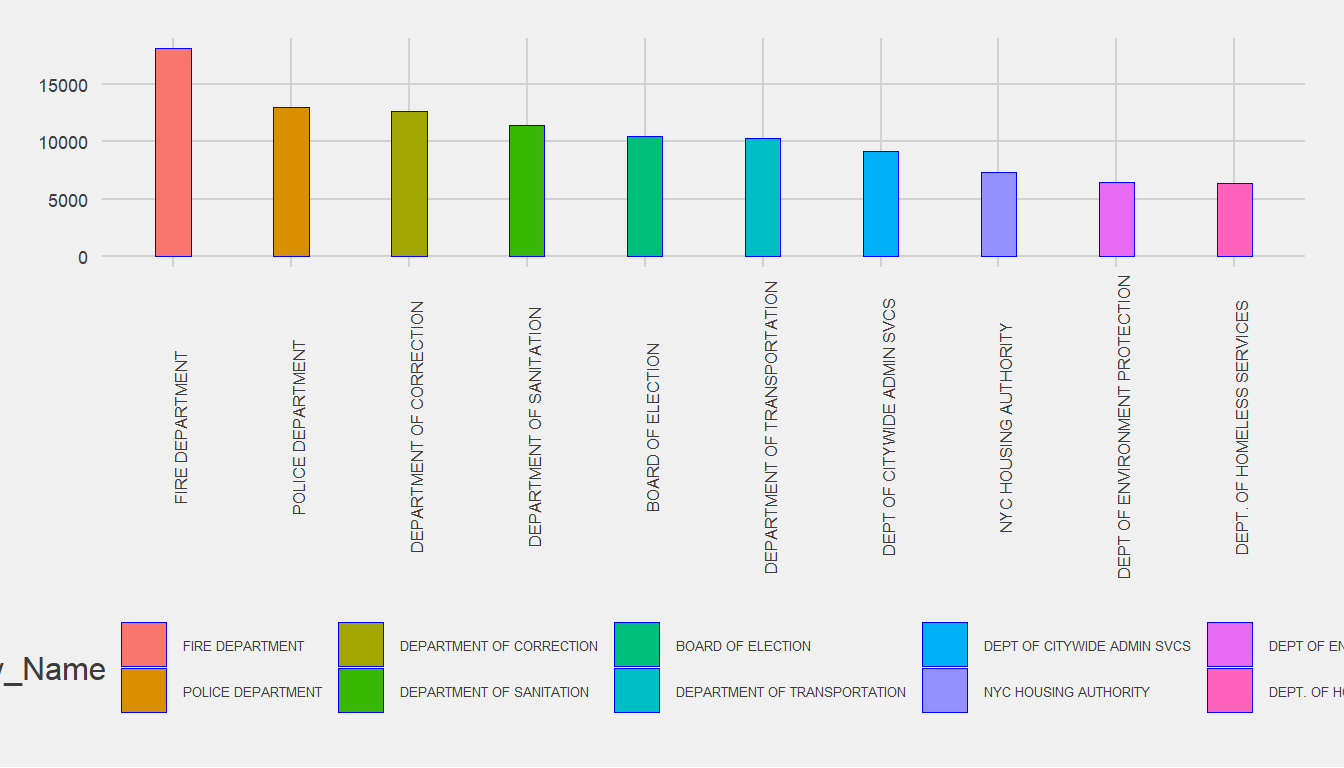 15000
10000
5000
0
FIRE DEPARTMENT
POLICE DEPARTMENT
DEPARTMENT OF CORRECTION
DEPARTMENT OF SANITATION
BOARD OF ELECTION
DEPARTMENT OF TRANSPORTATION
DEPT OF CITYWIDE ADMIN SVCS
NYC HOUSING AUTHORITY
DEPT OF ENVIRONMENT PROTECTION
DEPT. OF HOMELESS SERVICES
y_Name
FIRE DEPARTMENT
DEPARTMENT OF CORRECTION
BOARD OF ELECTION
DEPT OF CITYWIDE ADMIN SVCS
DEPT OF EN
POLICE DEPARTMENT
DEPARTMENT OF SANITATION
DEPARTMENT OF TRANSPORTATION
NYC HOUSING AUTHORITY
DEPT. OF HO